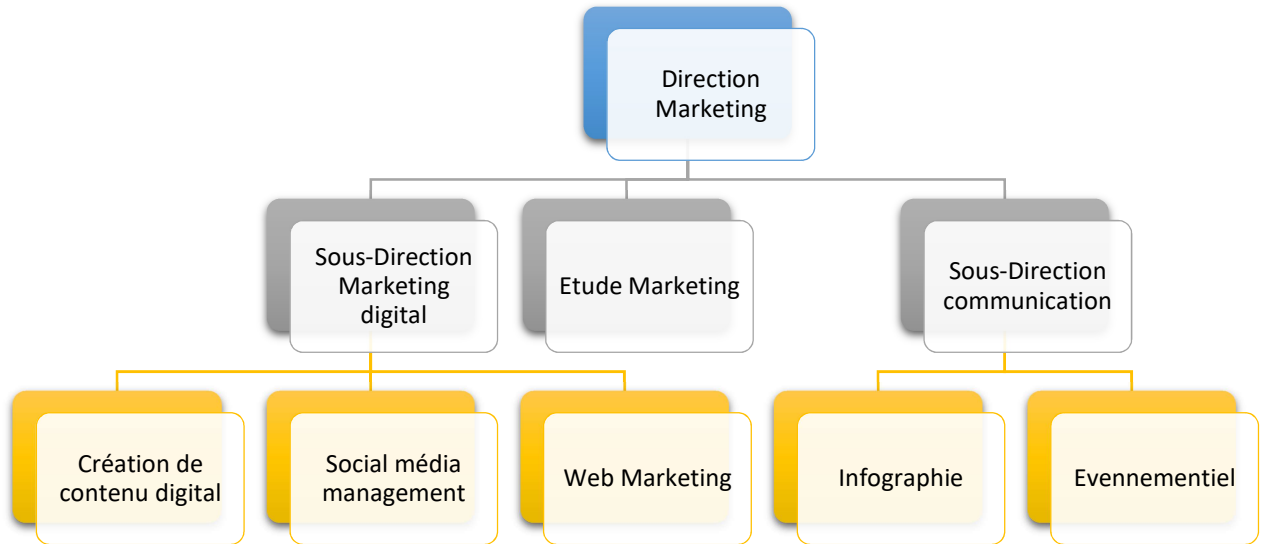 Direction
Marketing
Sous-Direction
Marketing
digital
Etude Marketing
Sous-Direction
communication
Création de
contenu digital
Social média
management
Web Marketing
Infographie
Evennementiel